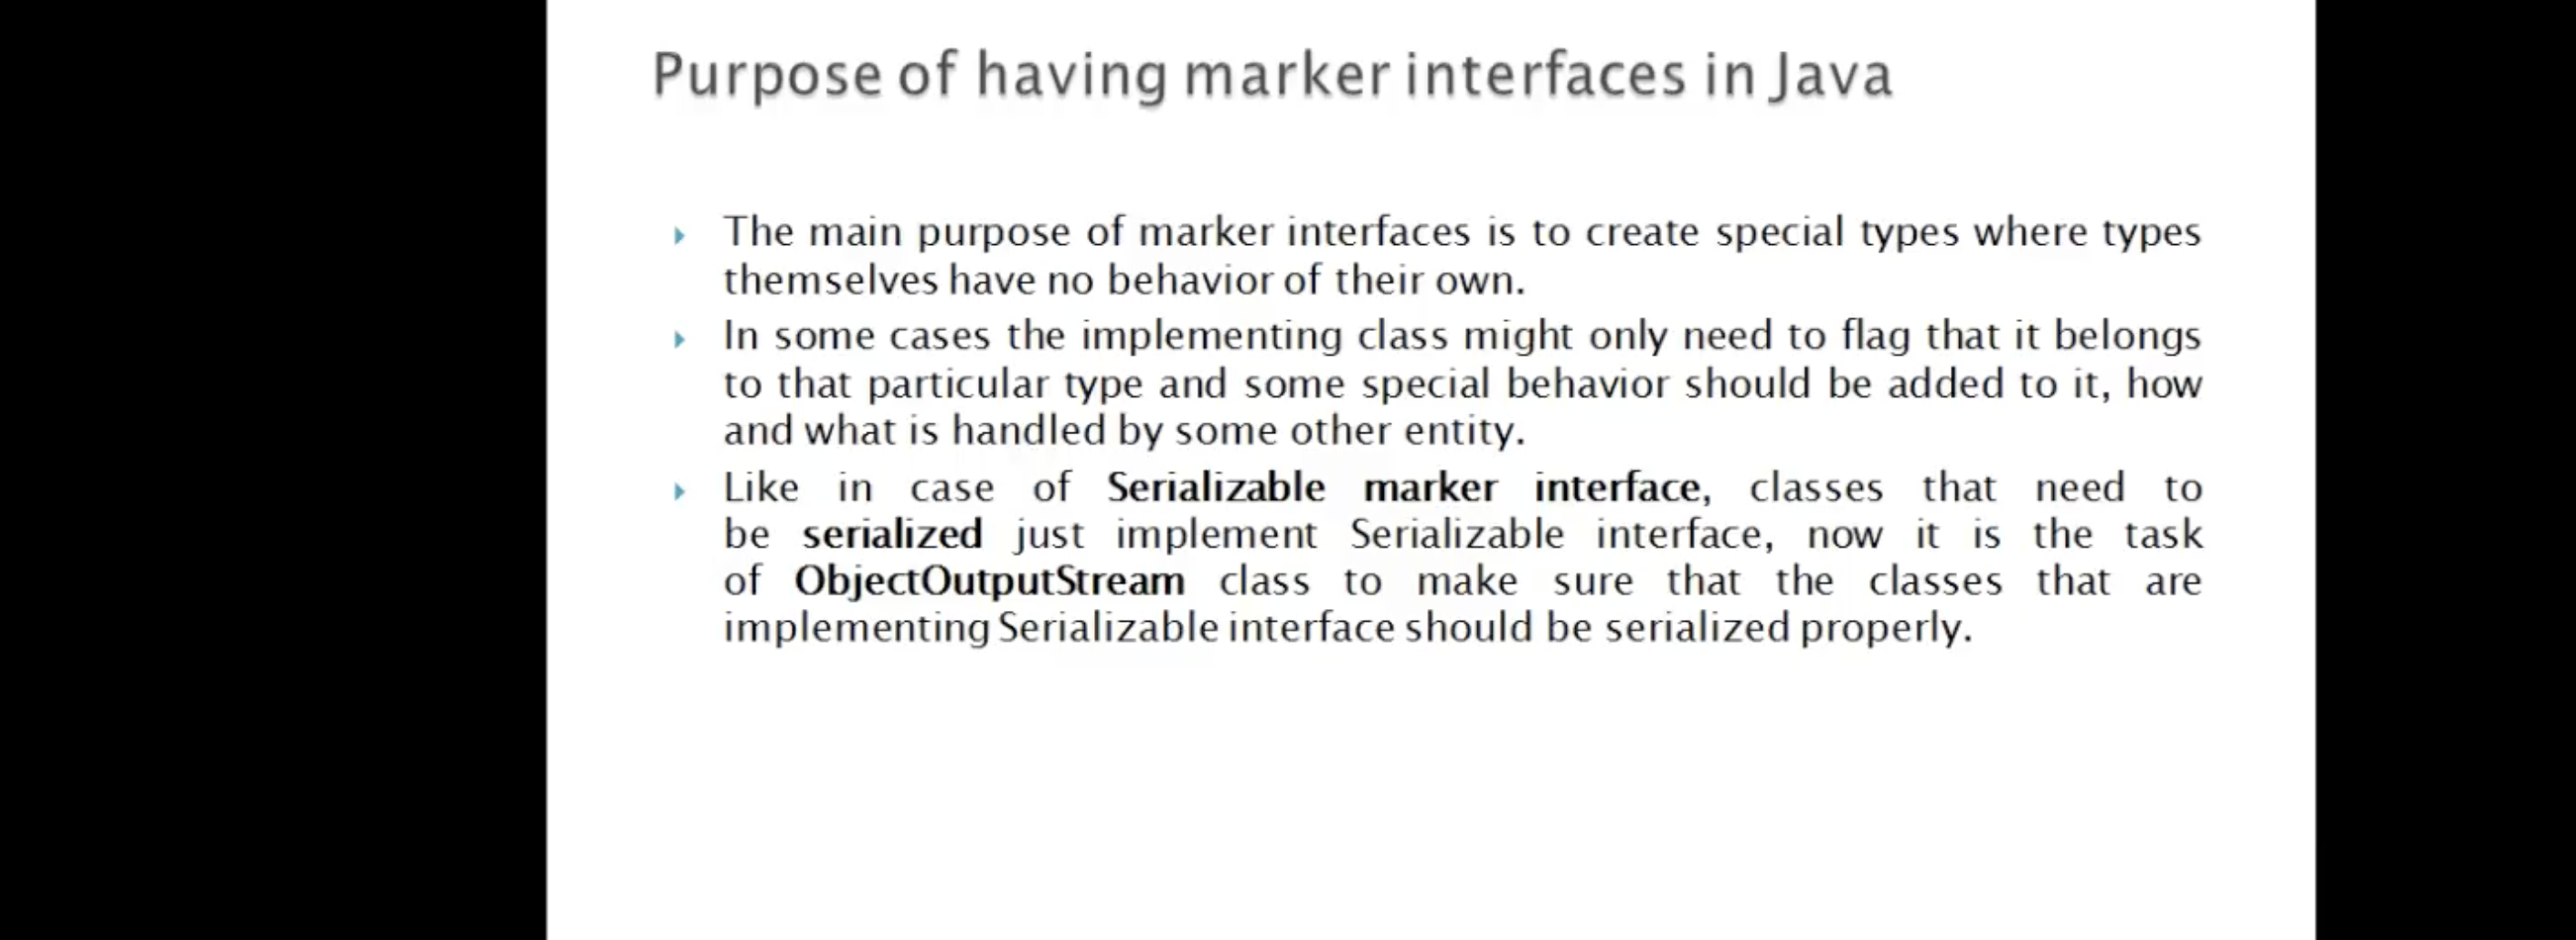 Purpose of having marker interfaces in Java
The main purpose of marker interfaces is to create special types where types
themselves have no behavior of their own.
In some cases the implementing class might only need to flag that it belongs
to that particular type and some special behavior should be added to it, how
and what is handled by some other entity.
Like in case of Serializable marker interface, classes that need to
be serialized just implement Serializable interface, now it is the task
of ObjectOutputStream class to make sure that the classes that are
implementing Serializable interface should be serialized properly.